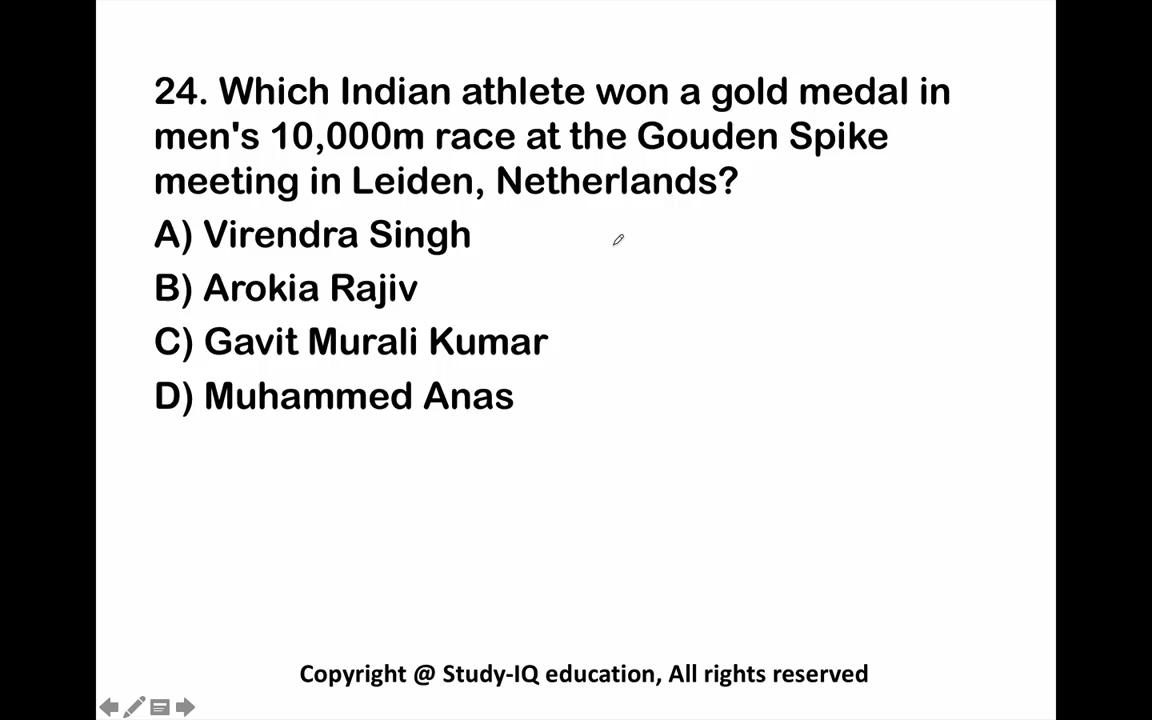 24. Which Indian athlete won a gold medal in
men's 10,000m race at the Gouden Spike
meeting in Leiden, Netherlands?
A) Virendra Singh
B) Arokia Rajiv
C) Gavit Murali Kumar
D) Muhammed Anas
Copyright @ Study-IQ education, All rights reserved